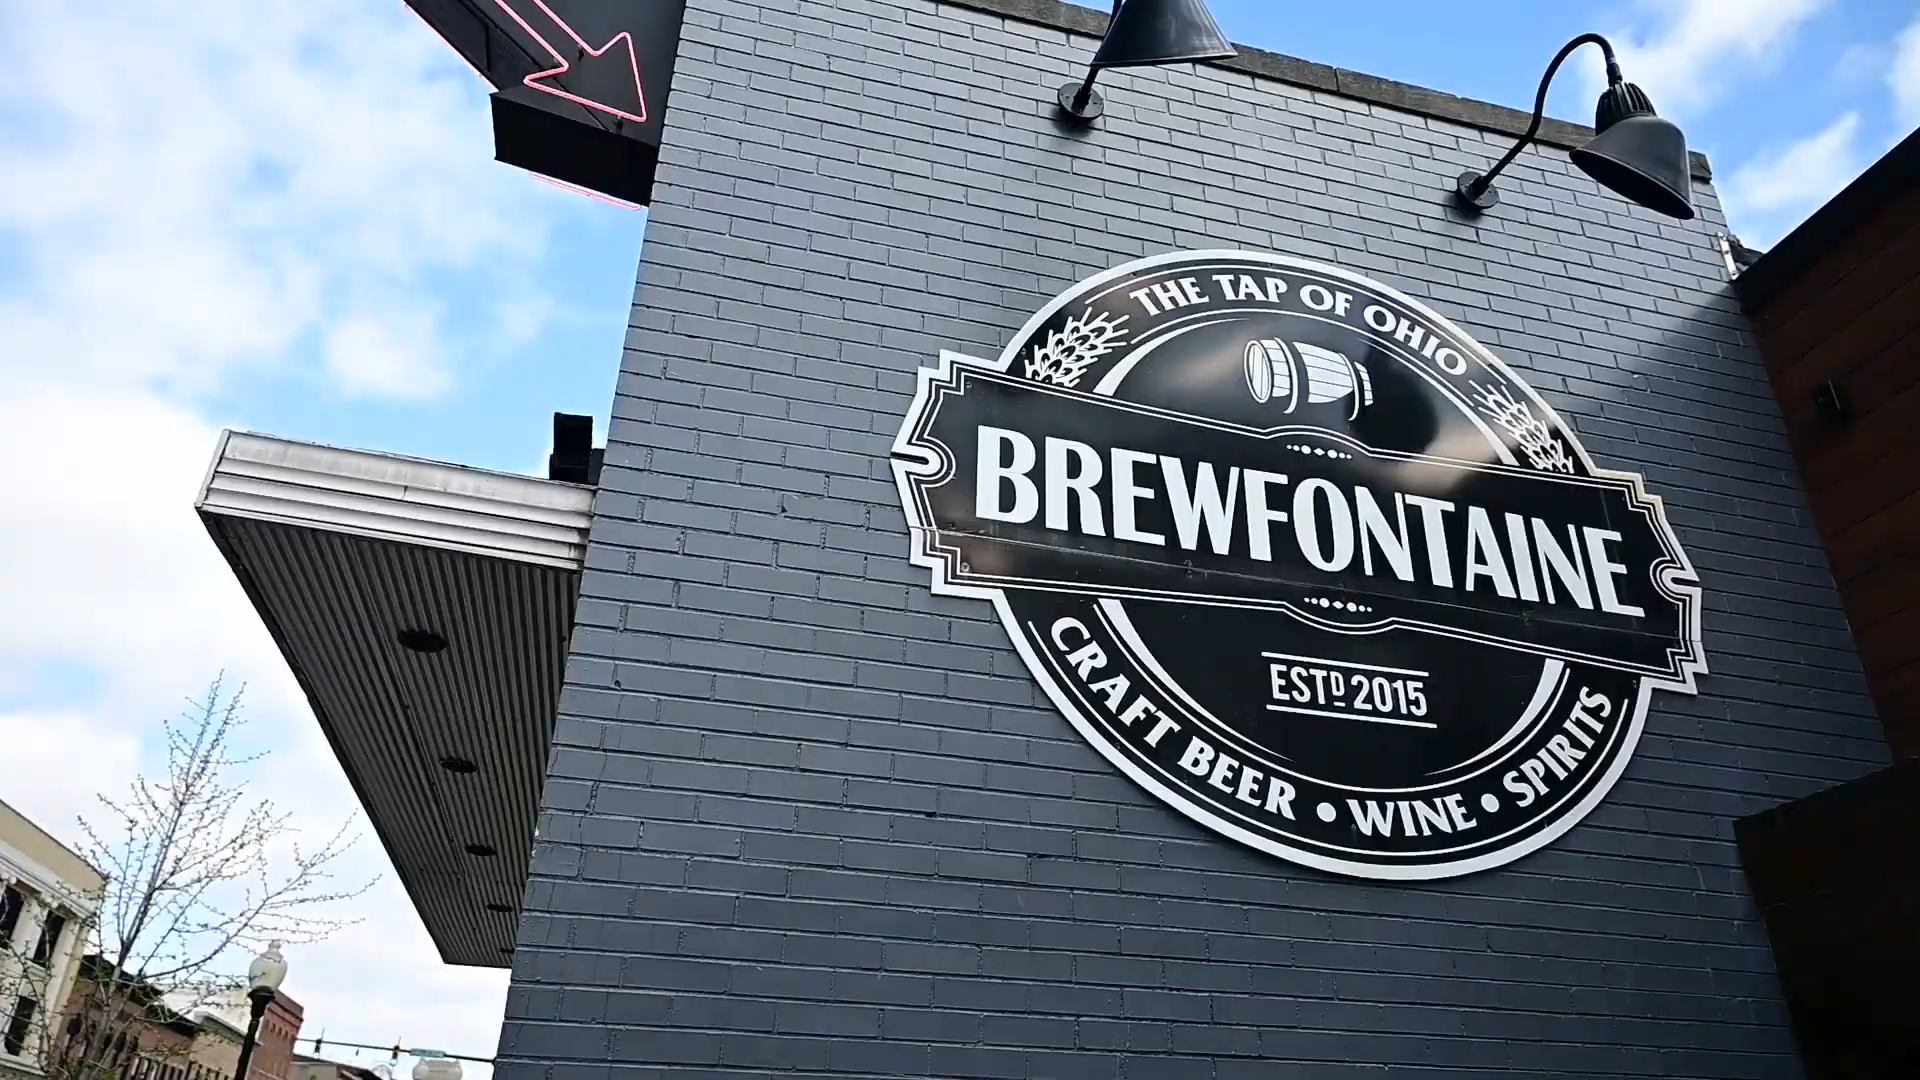 THE TAP OF OHIO
BREWFONTAINE
ESTD 2015
CRAFT BEER • WINE • SPIRITS